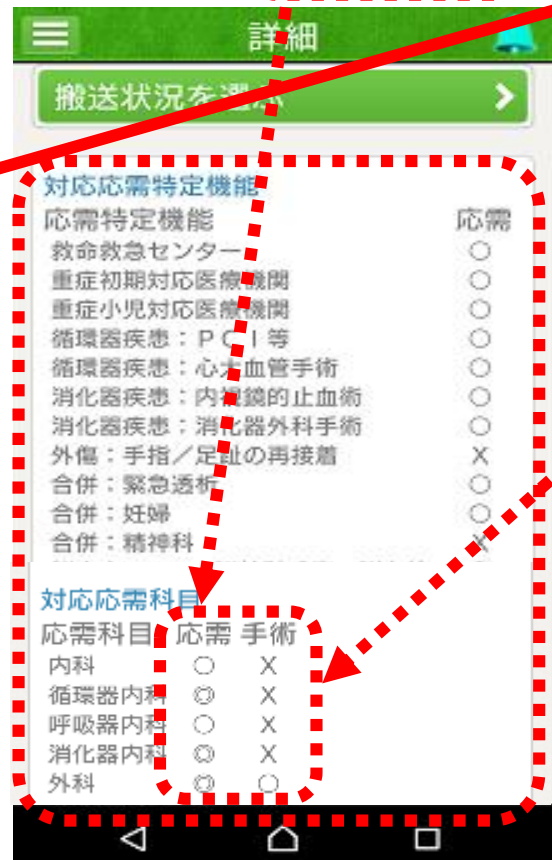 詳細
搬送状況を選ぶ
対応応需特定機能
応需特定機能 応需
救命救急センター ○
重症初期対応医療機関 ○
重症小児対応医療機関 ○
循環器疾患：ＰＣＩ等 ○
循環器疾患：心大血管手術 ○
消化器疾患：内視鏡的止血術 ○
消化器疾患：消化器外科手術 ○
外傷：手指／足趾の再接着 X
合併：緊急透析 ○
合併：妊婦 ○
合併：精神科 X
対応応需科目
応需科目 応需 手術
内科 ○ X
循環器内科 ◎ X
呼吸器内科 ○ X
消化器内科 ◎ X
外科 ◎ ○